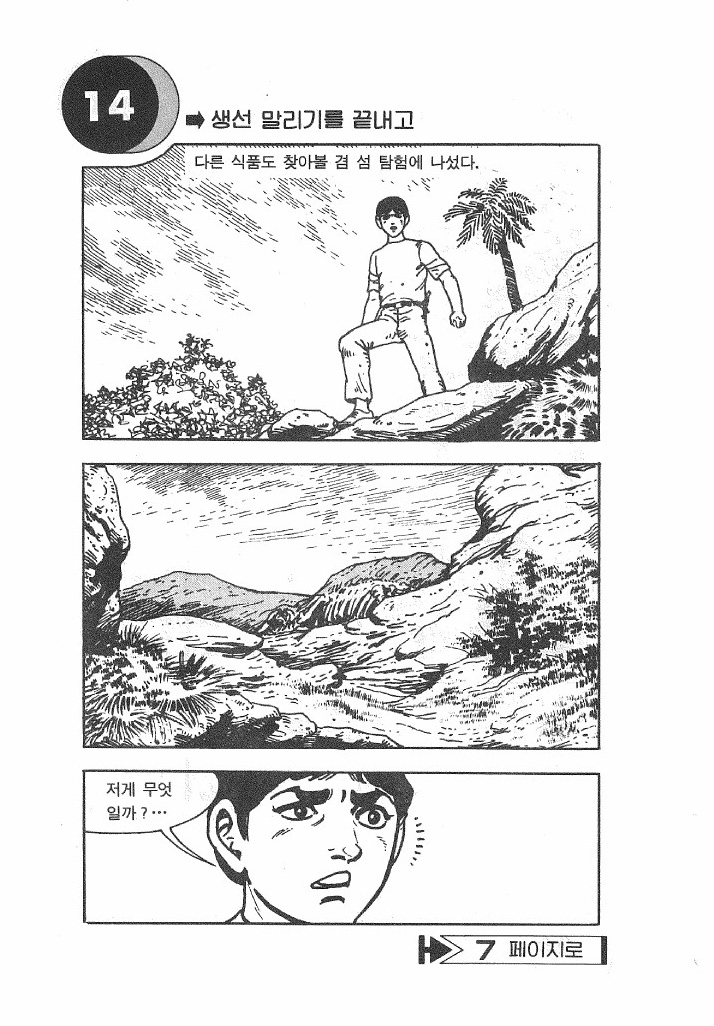 14
➡ 생선 말리기를 끝내고
다른 식품도 찾아볼 겸 섬 탐험에 나섰다.
저게 무엇
일까?…
7 페이지로